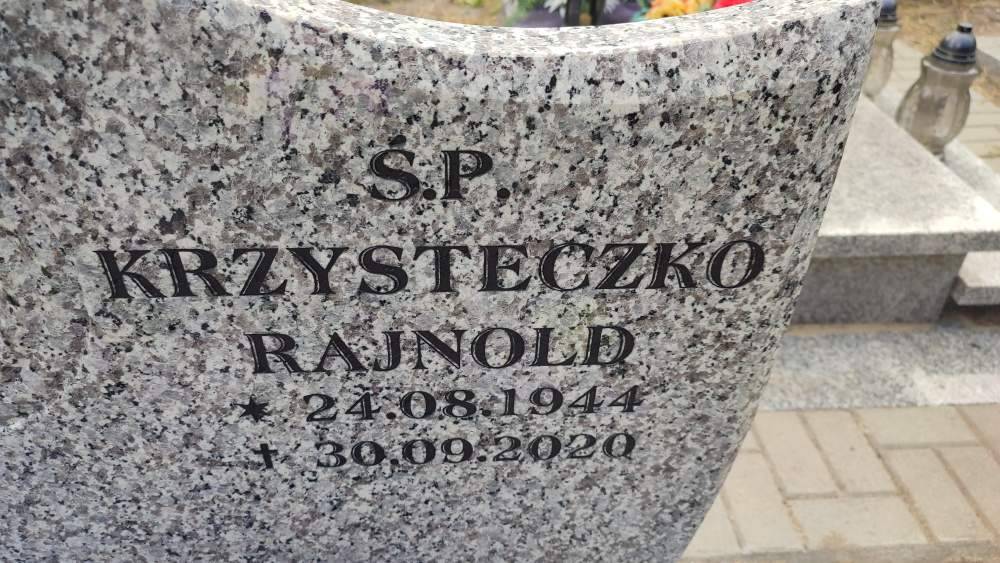 Ś.P.
KRZYSTECZKO
RAJNOLD
★ 24.08.1944
✝ 30.09.2020